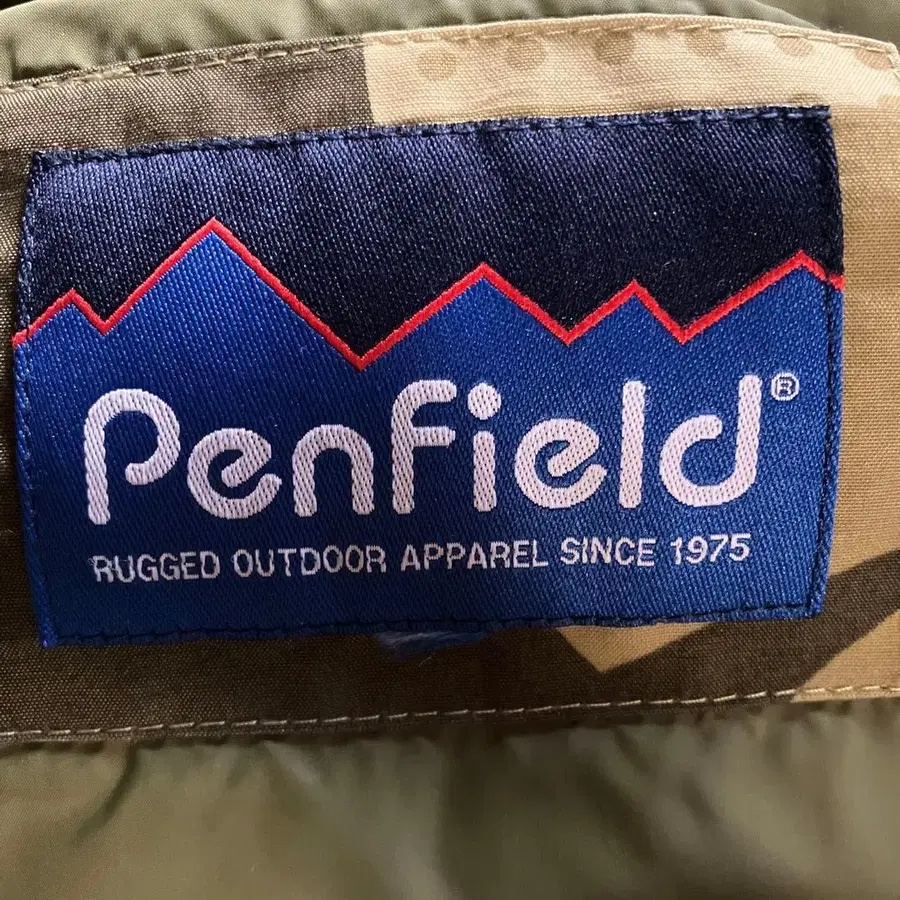 Penfield®
RUGGED OUTDOOR APPAREL SINCE 1975